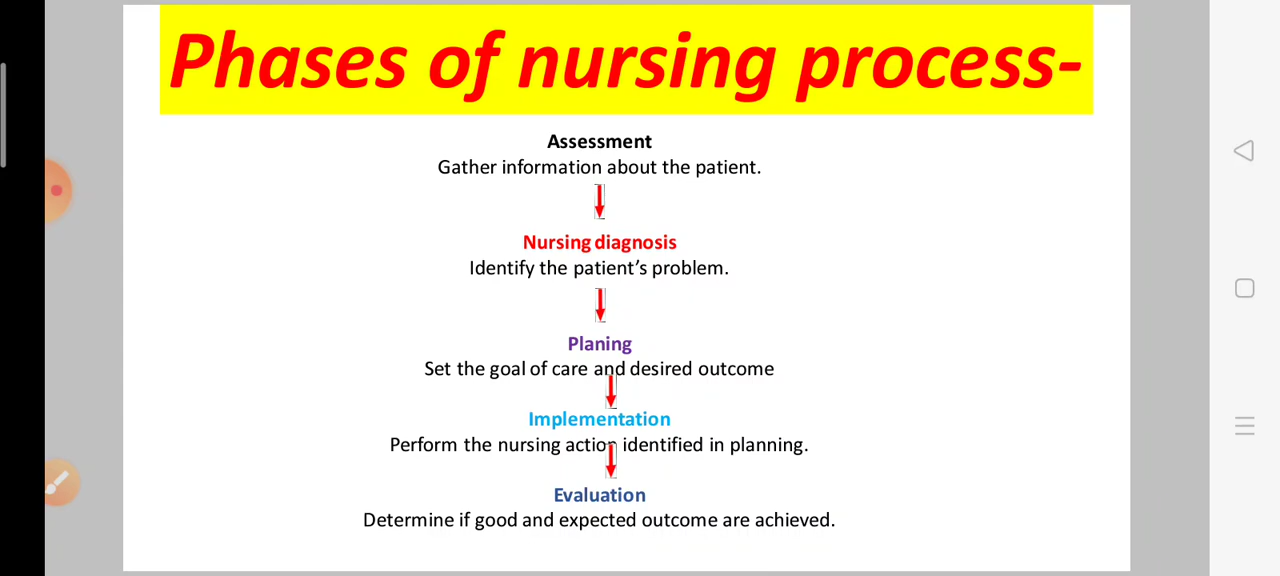 Phases of nursing process-
Assessment
Gather information about the patient.
Nursing diagnosis
Identify the patient’s problem.
Planing
Set the goal of care and desired outcome
Implementation
Perform the nursing action identified in planning.
Evaluation
Determine if good and expected outcome are achieved.